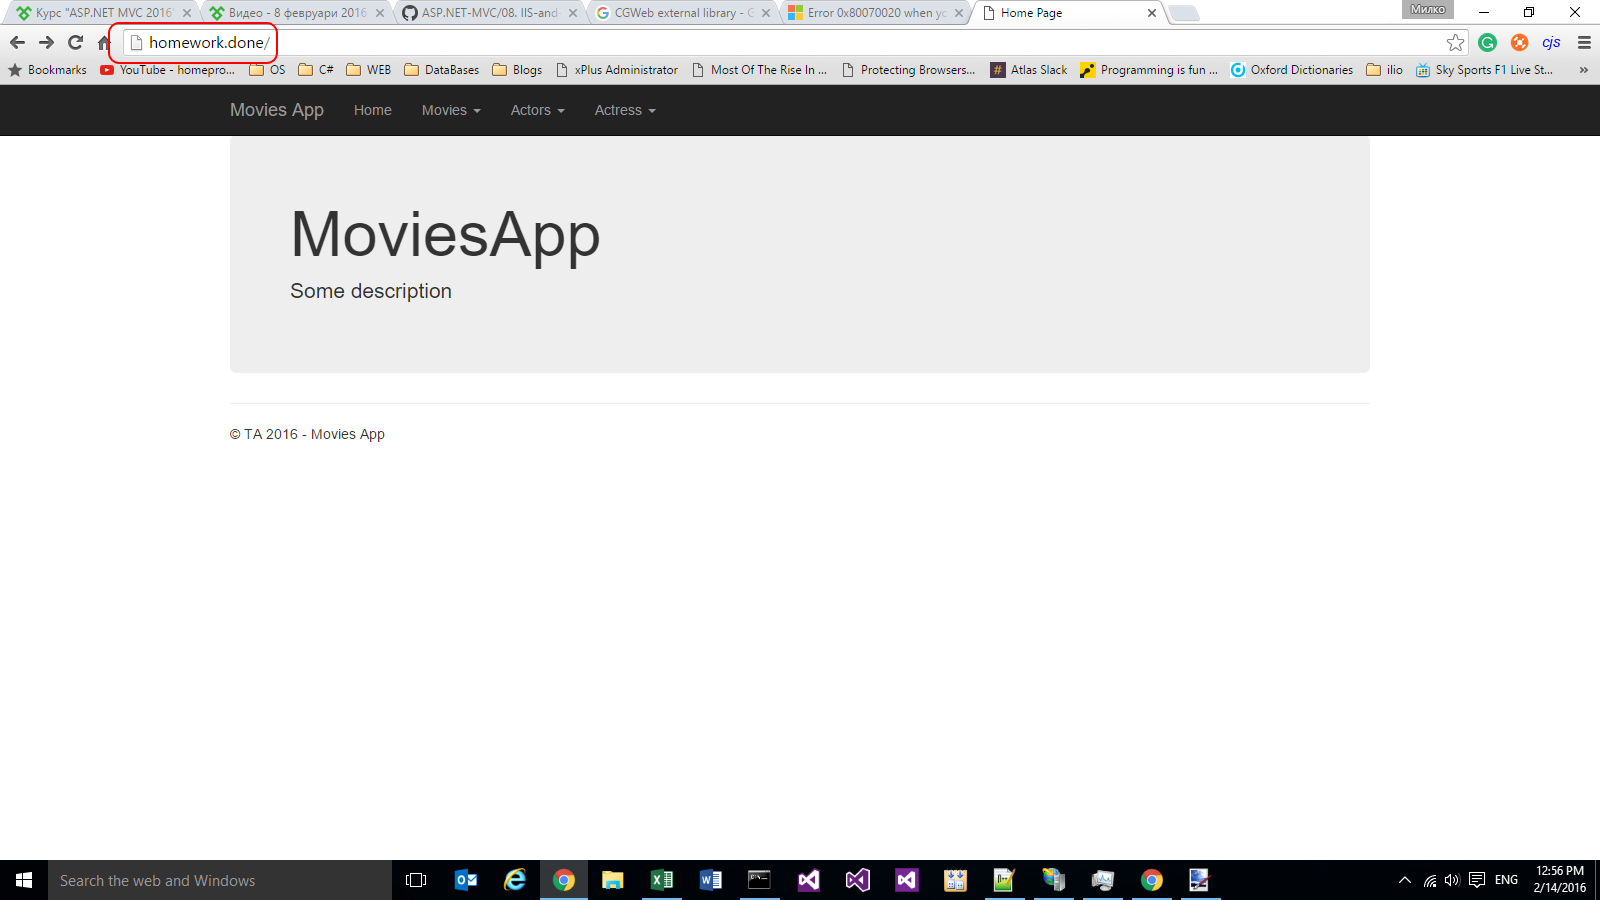 Курс "ASP.NET MVC 2016"
Видео - 8 февруари 2016
ASP.NET-MVC/08. IIS-and-
CGWeb external library - G
Error 0x80070020 when yo
Home Page
Милко
homework.done/
cjs
Bookmarks YouTube - homepro... OS C# WEB DataBases Blogs xPlus Administrator Most Of The Rise In ... Protecting Browsers... Atlas Slack Programming is fun ... Oxford Dictionaries ilio Sky Sports F1 Live St... »
Movies App Home Movies Actors Actress
MoviesApp
Some description
© TA 2016 - Movies App
Search the web and Windows
ENG
12:56 PM
2/14/2016